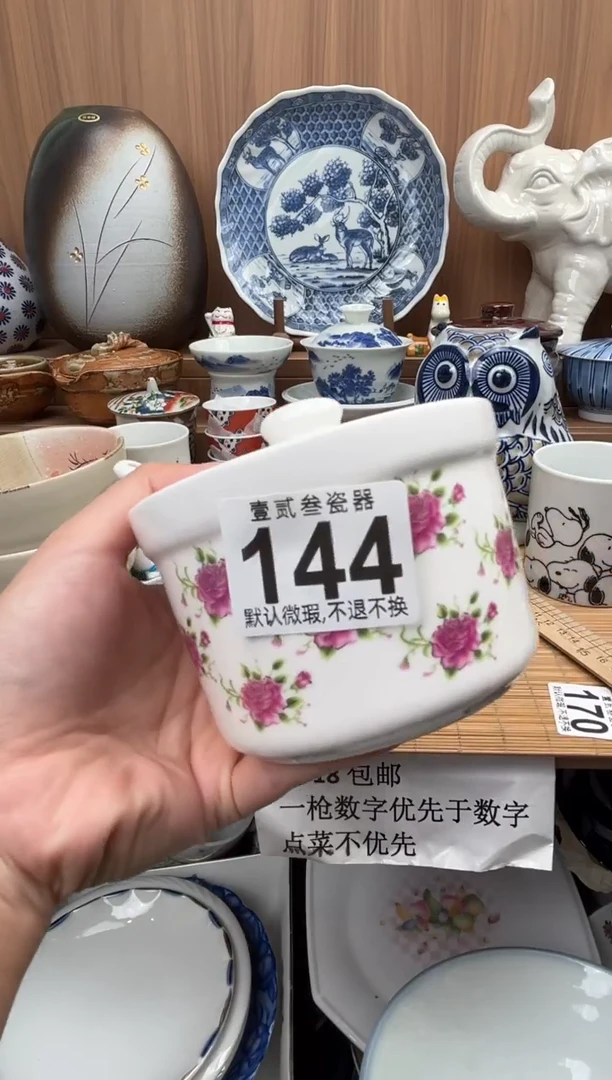 壹贰叁瓷器
144
默认微瑕,不退不换
170
18 包邮
一枪数字优先于数字
点菜不优先